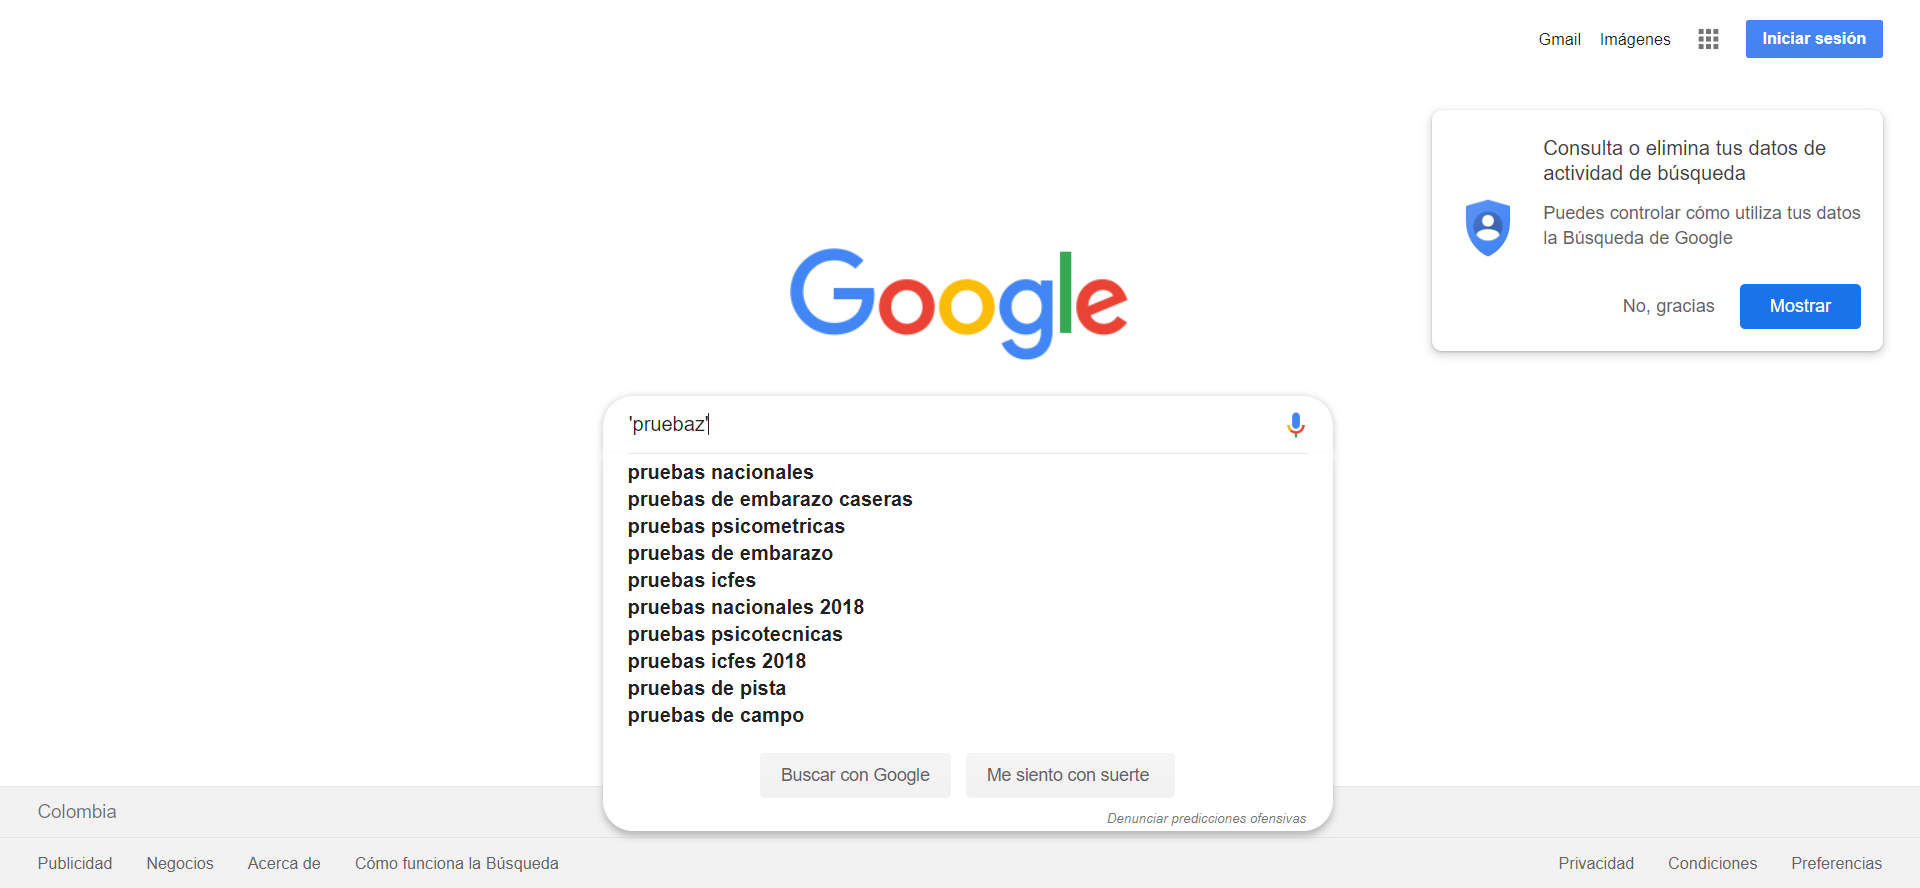 Gmail Imágenes Iniciar sesión
Consulta o elimina tus datos de
actividad de búsqueda
Puedes controlar cómo utiliza tus datos
la Búsqueda de Google
No, gracias Mostrar
Google
'pruebaz'
pruebas nacionales
pruebas de embarazo caseras
pruebas psicometricas
pruebas de embarazo
pruebas icfes
pruebas nacionales 2018
pruebas psicotecnicas
pruebas icfes 2018
pruebas de pista
pruebas de campo
Buscar con Google Me siento con suerte
Denunciar predicciones ofensivas
Colombia
Publicidad Negocios Acerca de Cómo funciona la Búsqueda Privacidad Condiciones Preferencias